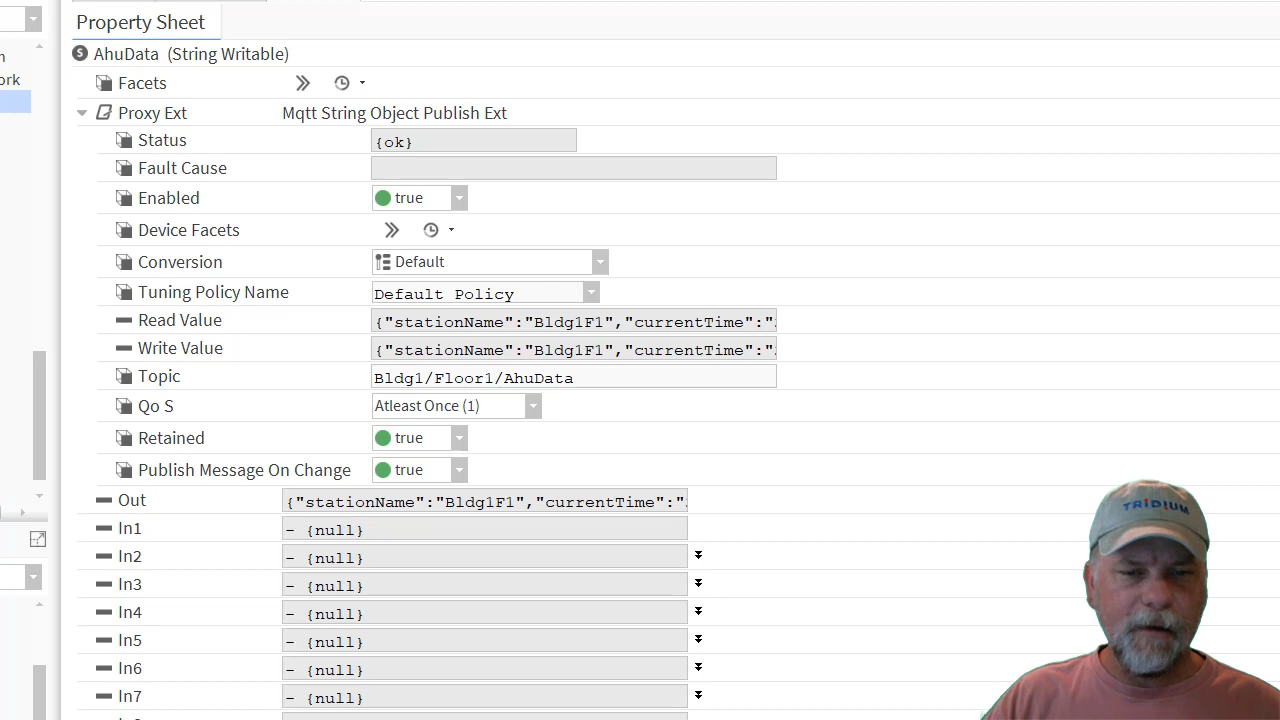 Property Sheet
AhuData (String Writable)
Facets
Proxy Ext Mqtt String Object Publish Ext
Status {ok}
Fault Cause
Enabled true
Device Facets
Conversion Default
Tuning Policy Name Default Policy
Read Value {"stationName":"Bldg1F1","currentTime":"
Write Value {"stationName":"Bldg1F1","currentTime":"
Topic Bldg1/Floor1/AhuData
Qo S Atleast Once (1)
Retained true
Publish Message On Change true
Out {"stationName":"Bldg1F1","currentTime":"
In1 - {null}
In2 - {null}
In3 - {null}
In4 - {null}
In5 - {null}
In6 - {null}
In7 - {null}
ork
TRIDIUM